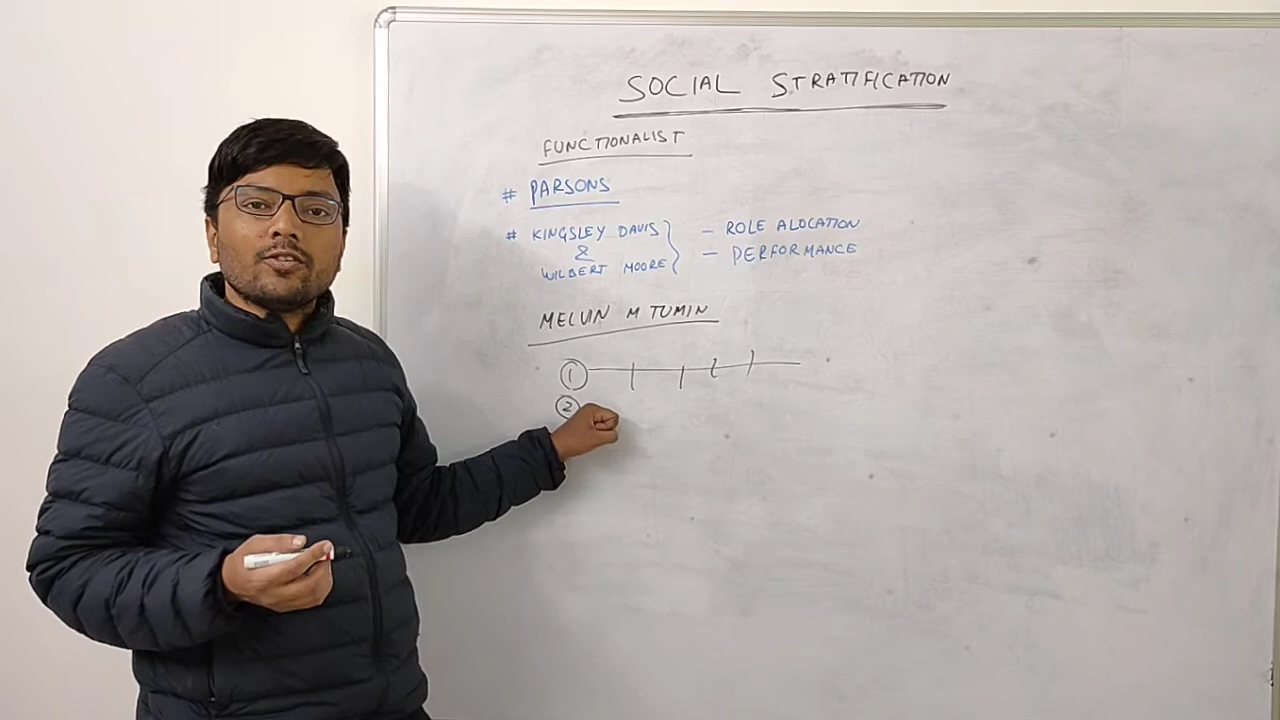 SOCIAL STRATIFICATION
FUNCTIONALIST
# PARSONS
# KINGSLEY DAVIS
&
WILBERT MOORE
- ROLE ALOCATION
- PERFORMANCE
MELVIN M TUMIN
1
2